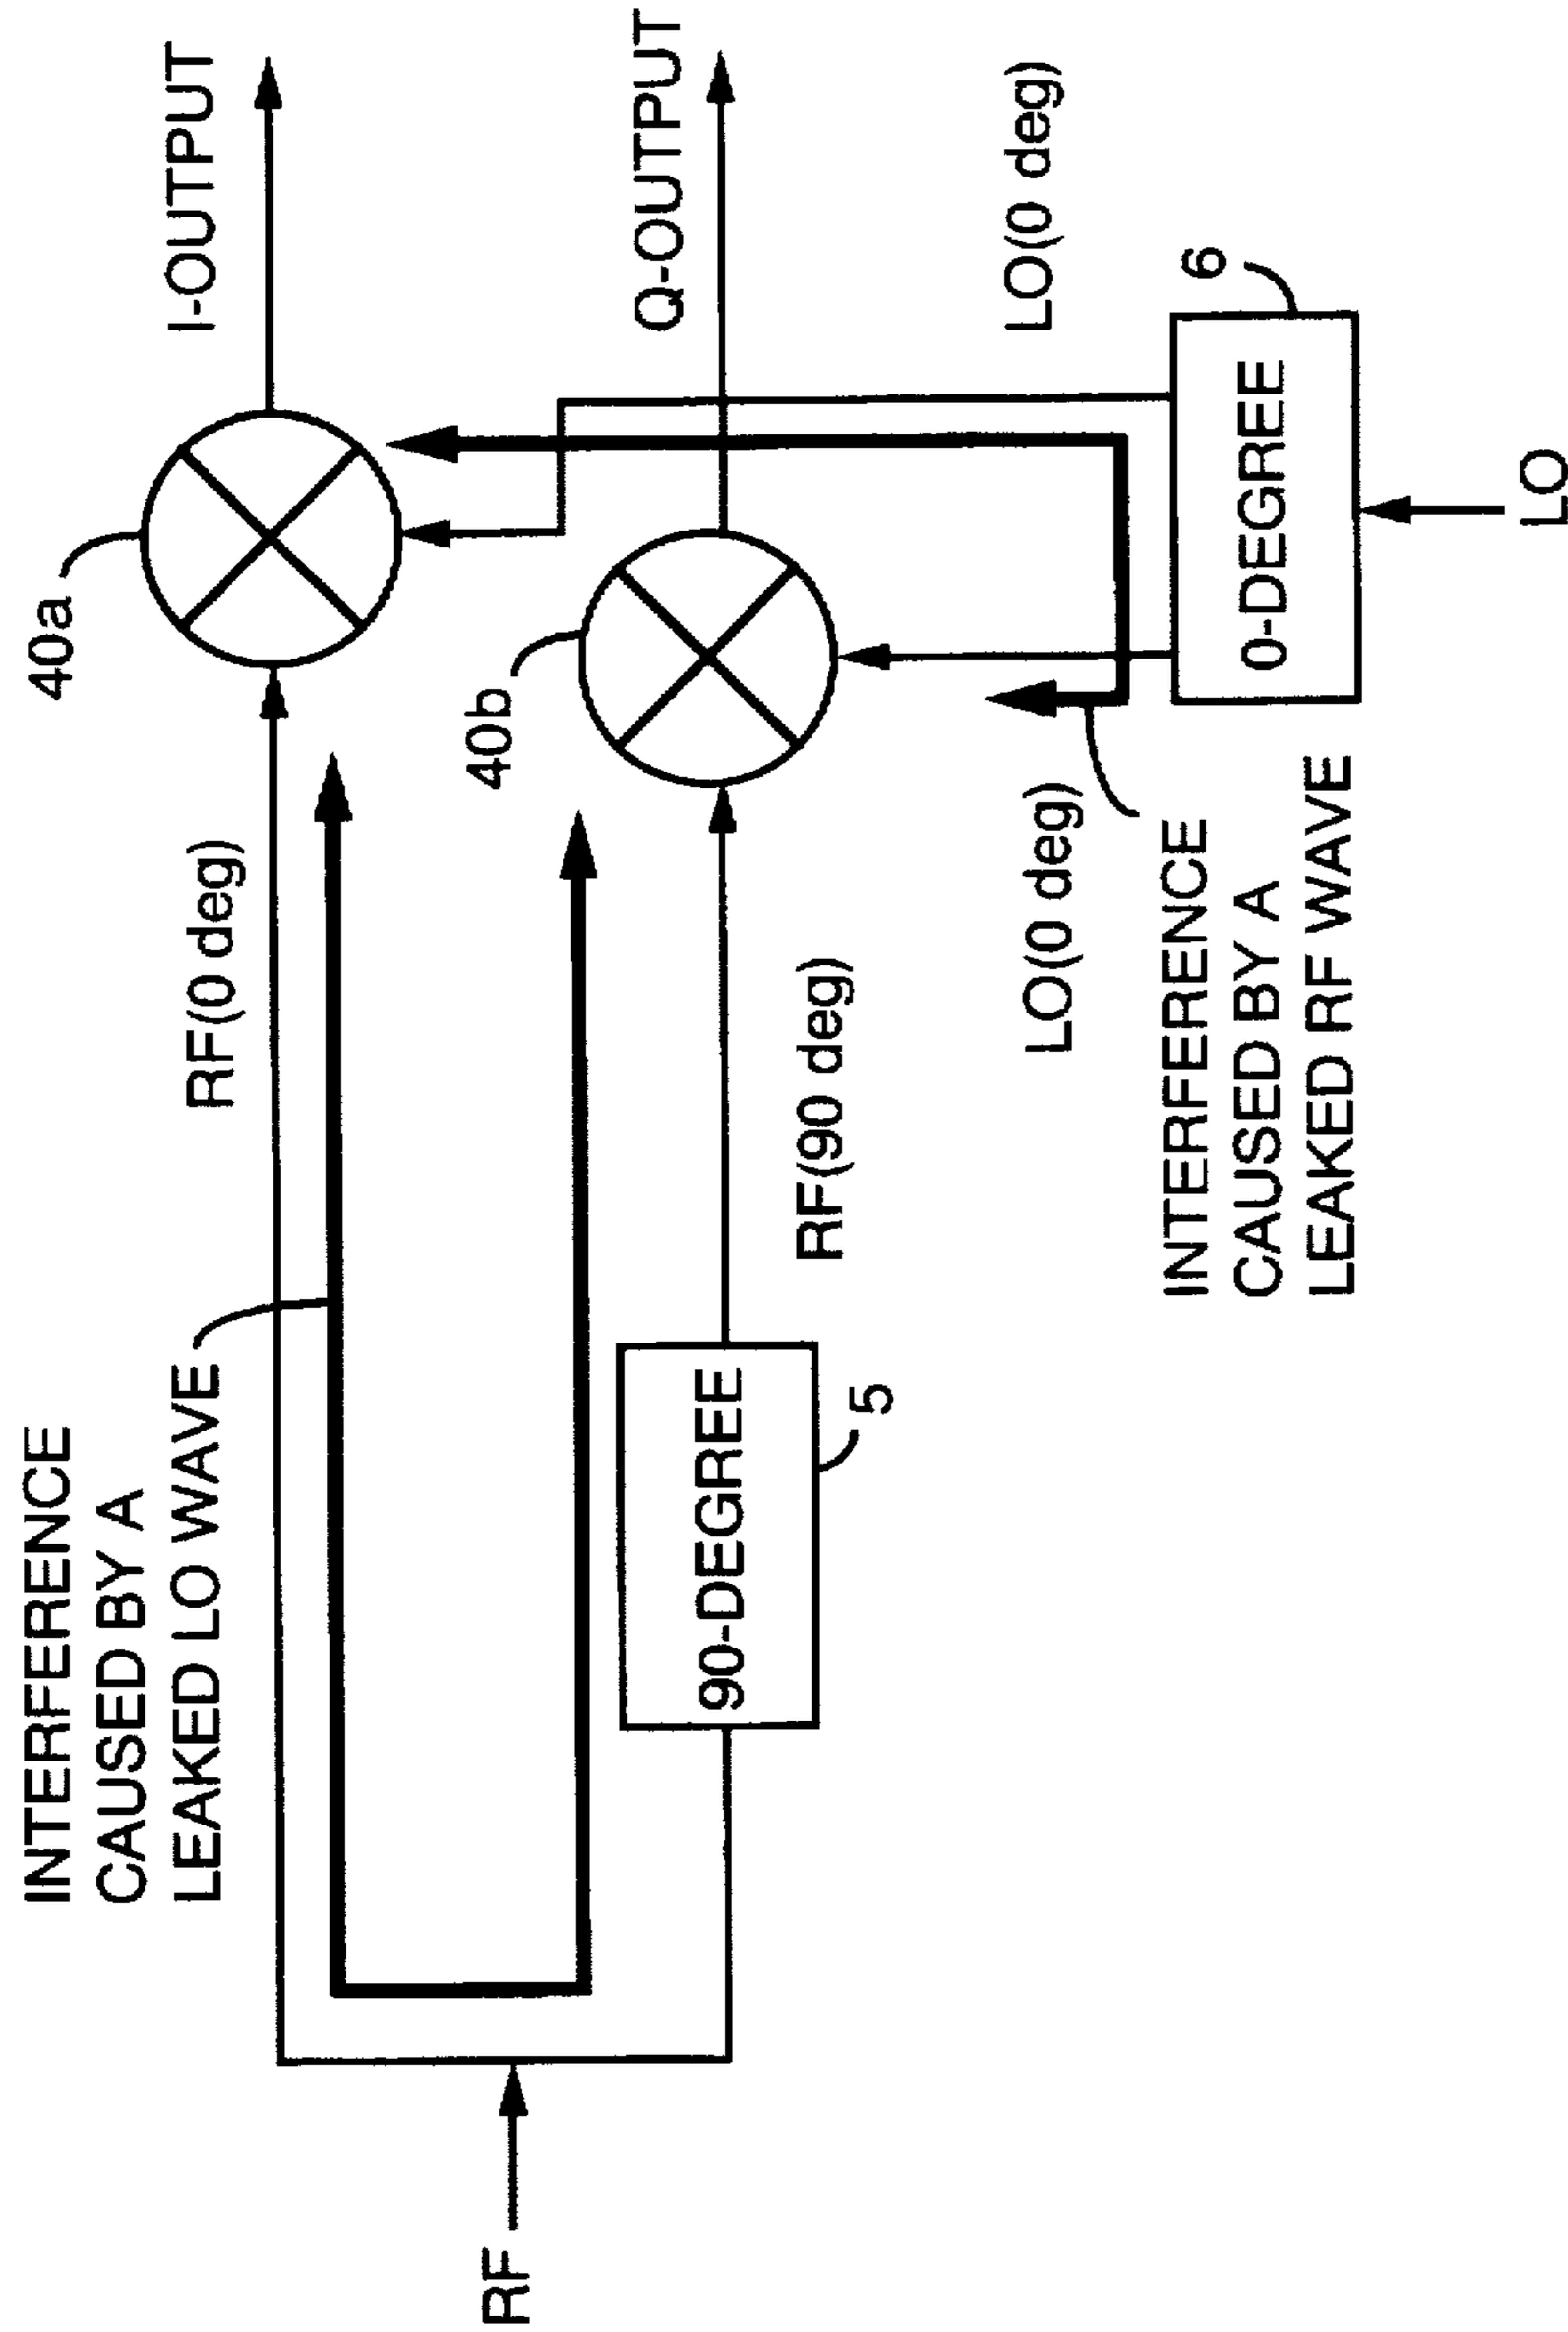 INTERFERENCE
CAUSED BY A
LEAKED LO WAVE
40a
I-OUTPUT
RF(0 deg)
RF
40b
Q-OUTPUT
90-DEGREE
5
RF(90 deg)
LO(0 deg)
LO(0 deg)
INTERFERENCE
CAUSED BY A
LEAKED RF WAVE
6
0-DEGREE
LO